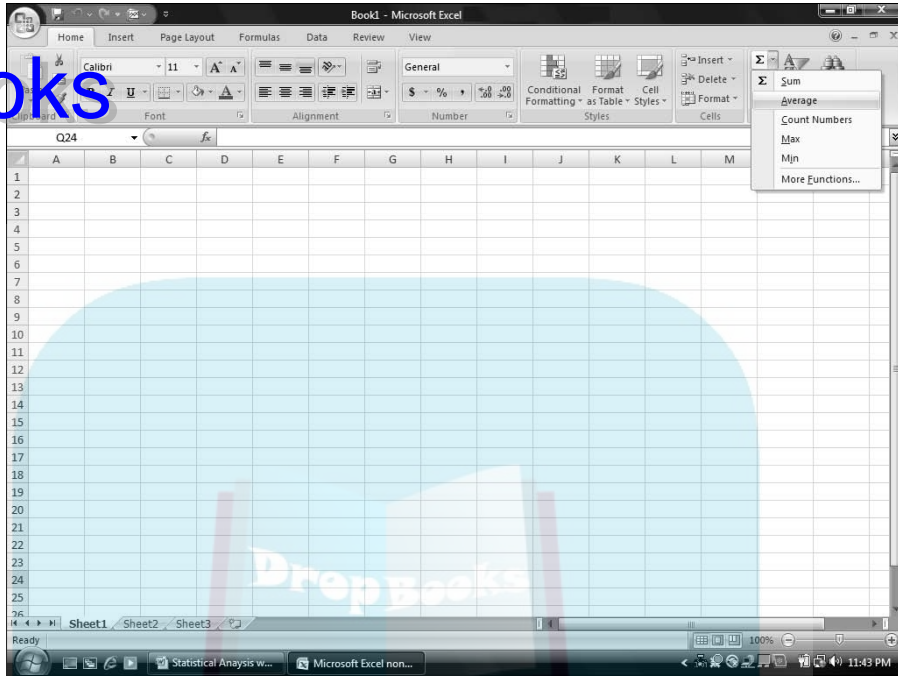 Book1 - Microsoft Excel
Home Insert Page Layout Formulas Data Review View
oks
Calibri 11 A A General Insert Σ
B I U A $ % , .00 .0 Conditional Format Cell Delete
Formatting as Table Styles Format
Font Alignment Number Styles Cells
Σ Sum
Average
Count Numbers
Max
Min
More Functions...
Q24 fx
A B C D E F G H I J K L M
1
2
3
4
5
6
7
8
9
10
11
12
13
14
15
16
17
18
19
20
21
22
23
24
25
26
DropBooks
Sheet1 Sheet2 Sheet3
Ready 100%
Statistical Anaysis w... Microsoft Excel non... 11:43 PM